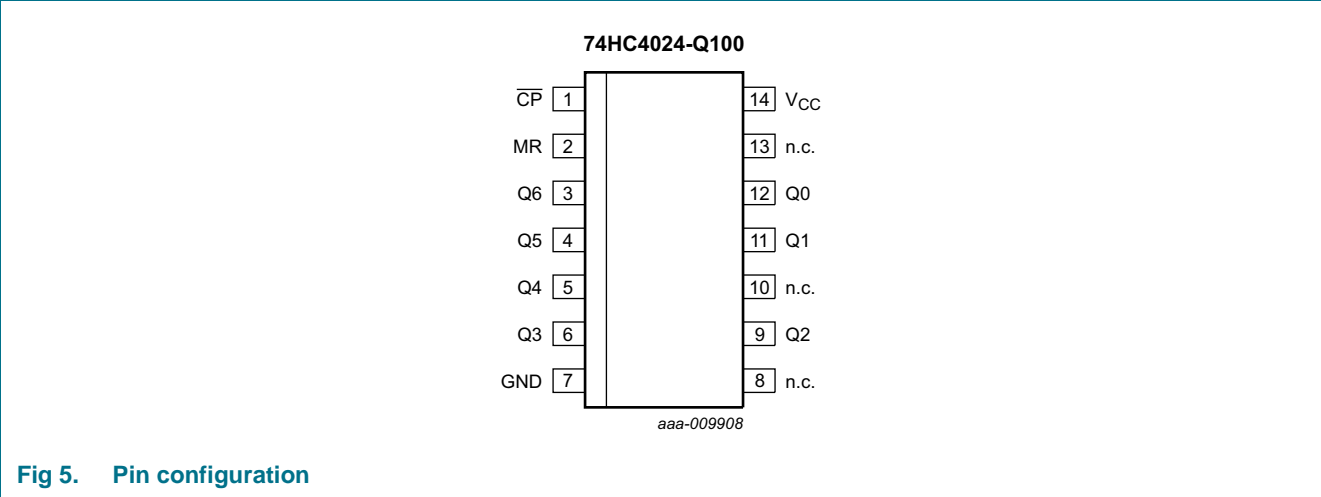 74HC4024-Q100
C̅P̅ 1 14 VCC
MR 2 13 n.c.
Q6 3 12 Q0
Q5 4 11 Q1
Q4 5 10 n.c.
Q3 6 9 Q2
GND 7 8 n.c.
aaa-009908
Fig 5. Pin configuration